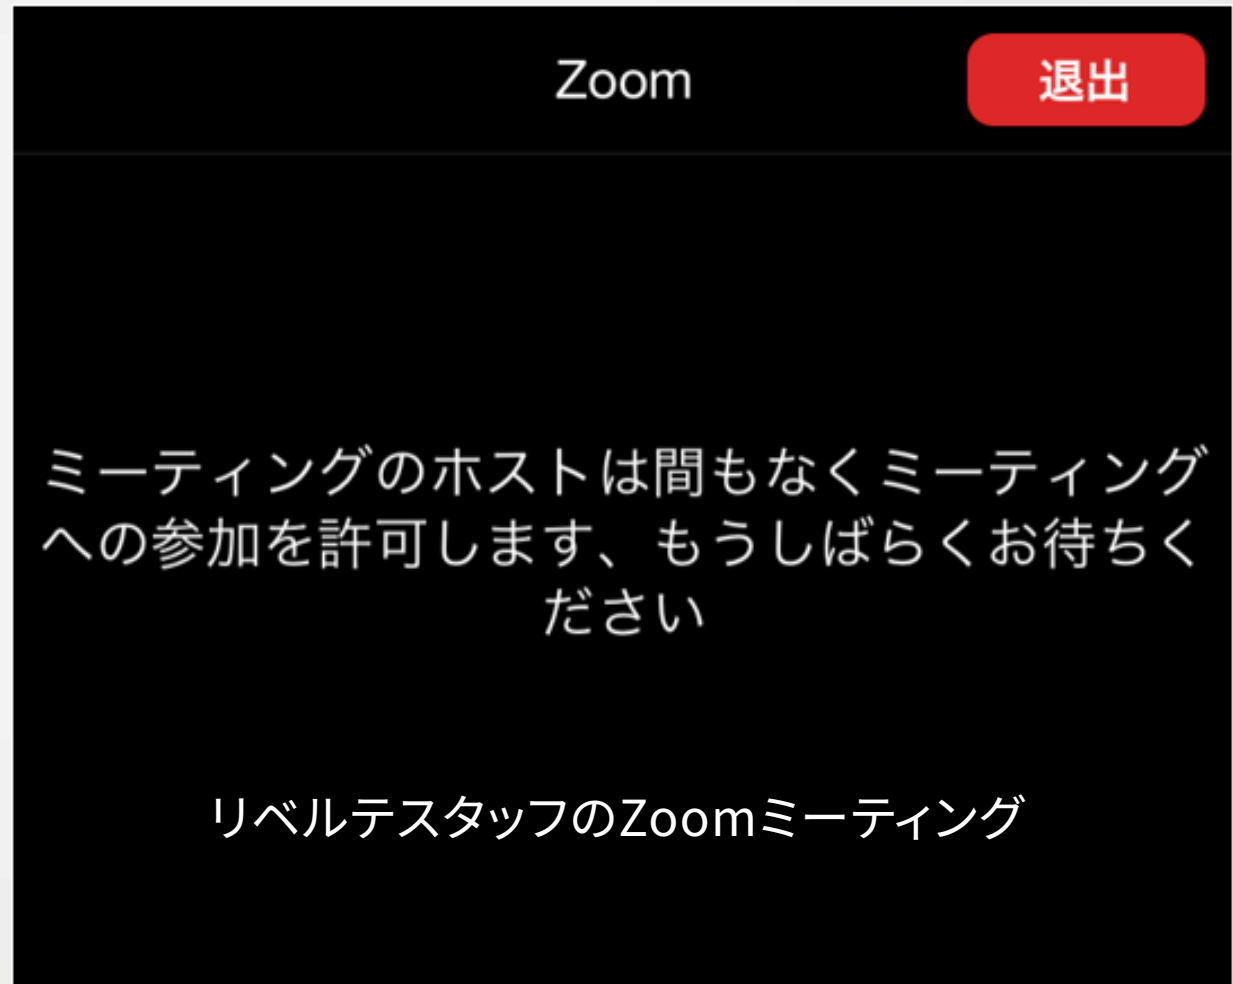 Zoom
退出
ミーティングのホストは間もなくミーティング
への参加を許可します、もうしばらくお待ちく
ださい
リベルテスタッフのZoomミーティング